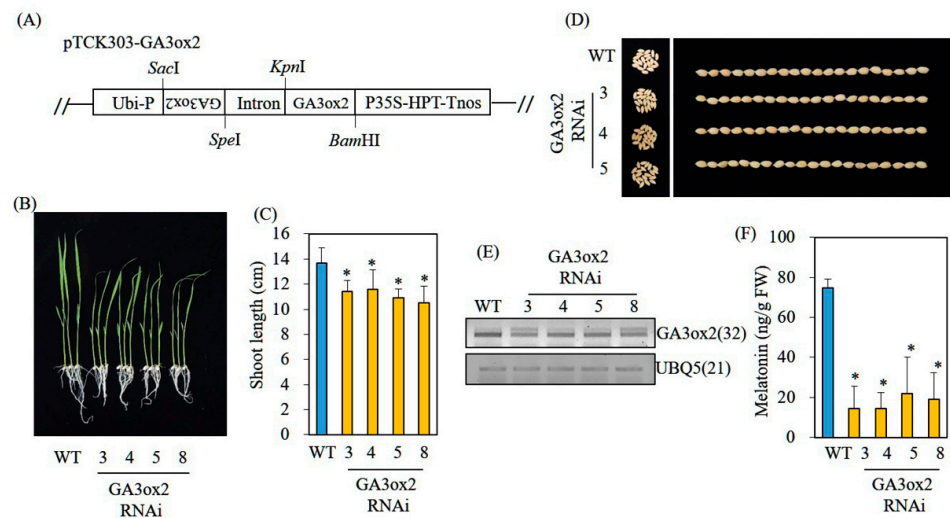 (A)
pTCK303-GA3ox2
SacI
KpnI
//
Ubi-P
GA3ox2
Intron
GA3ox2
P35S-HPT-Tnos
//
SpeI
BamHI
(B)
WT 3 4 5 8
GA3ox2
RNAi
(C)
Shoot length (cm)
16
14
12
10
8
6
4
2
0
* * * *
WT 3 4 5 8
GA3ox2
RNAi
(D)
WT
3
4
5
GA3ox2
RNAi
(E)
GA3ox2
RNAi
WT 3 4 5 8
GA3ox2(32)
UBQ5(21)
(F)
Melatonin (ng/g FW)
100
80
60
40
20
0
* * * *
WT 3 4 5 8
GA3ox2
RNAi